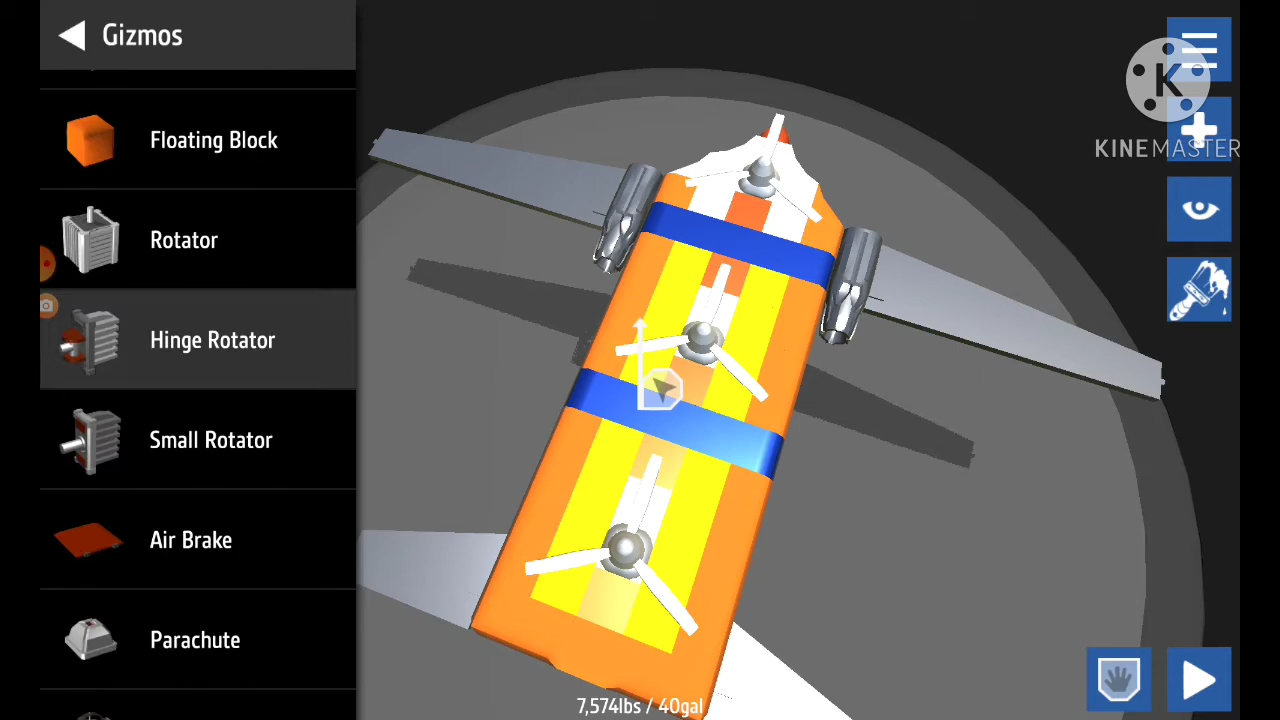 Gizmos
Floating Block
Rotator
Hinge Rotator
Small Rotator
Air Brake
Parachute
K
KINEMASTER
7,574lbs / 40gal